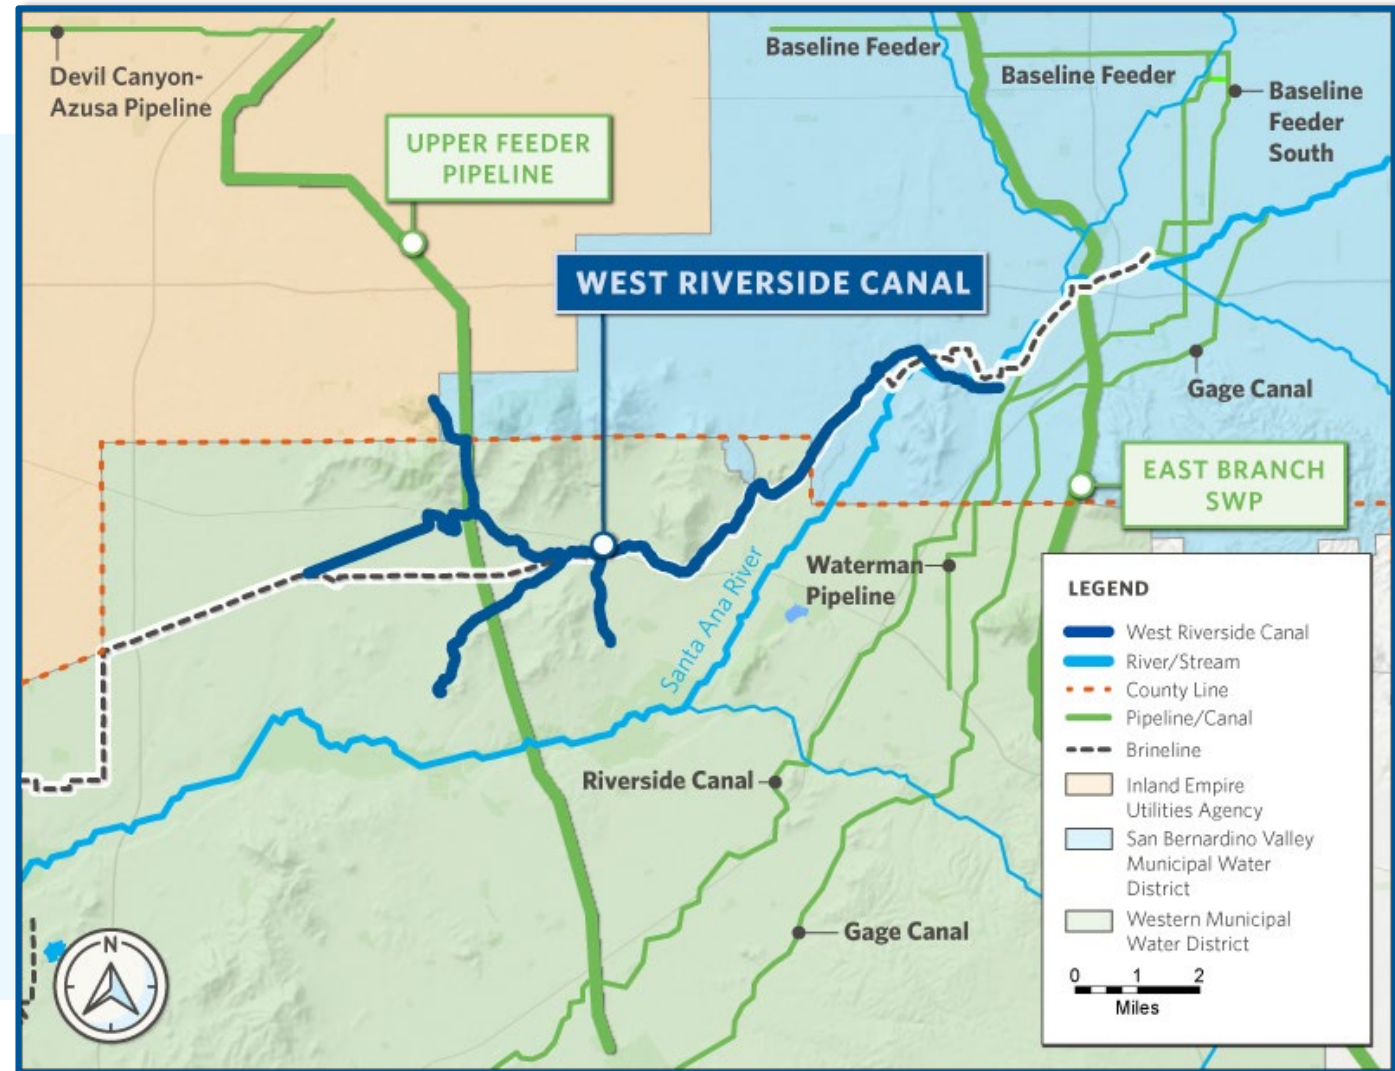 Devil Canyon-
Azusa Pipeline
UPPER FEEDER
PIPELINE
Baseline Feeder
Baseline Feeder
Baseline
Feeder
South
WEST RIVERSIDE CANAL
Gage Canal
EAST BRANCH
SWP
Waterman
Pipeline
Santa Ana River
Riverside Canal
Gage Canal
N
LEGEND
West Riverside Canal
River/Stream
County Line
Pipeline/Canal
Brineline
Inland Empire
Utilities Agency
San Bernardino Valley
Municipal Water
District
Western Municipal
Water District
0 1 2
Miles